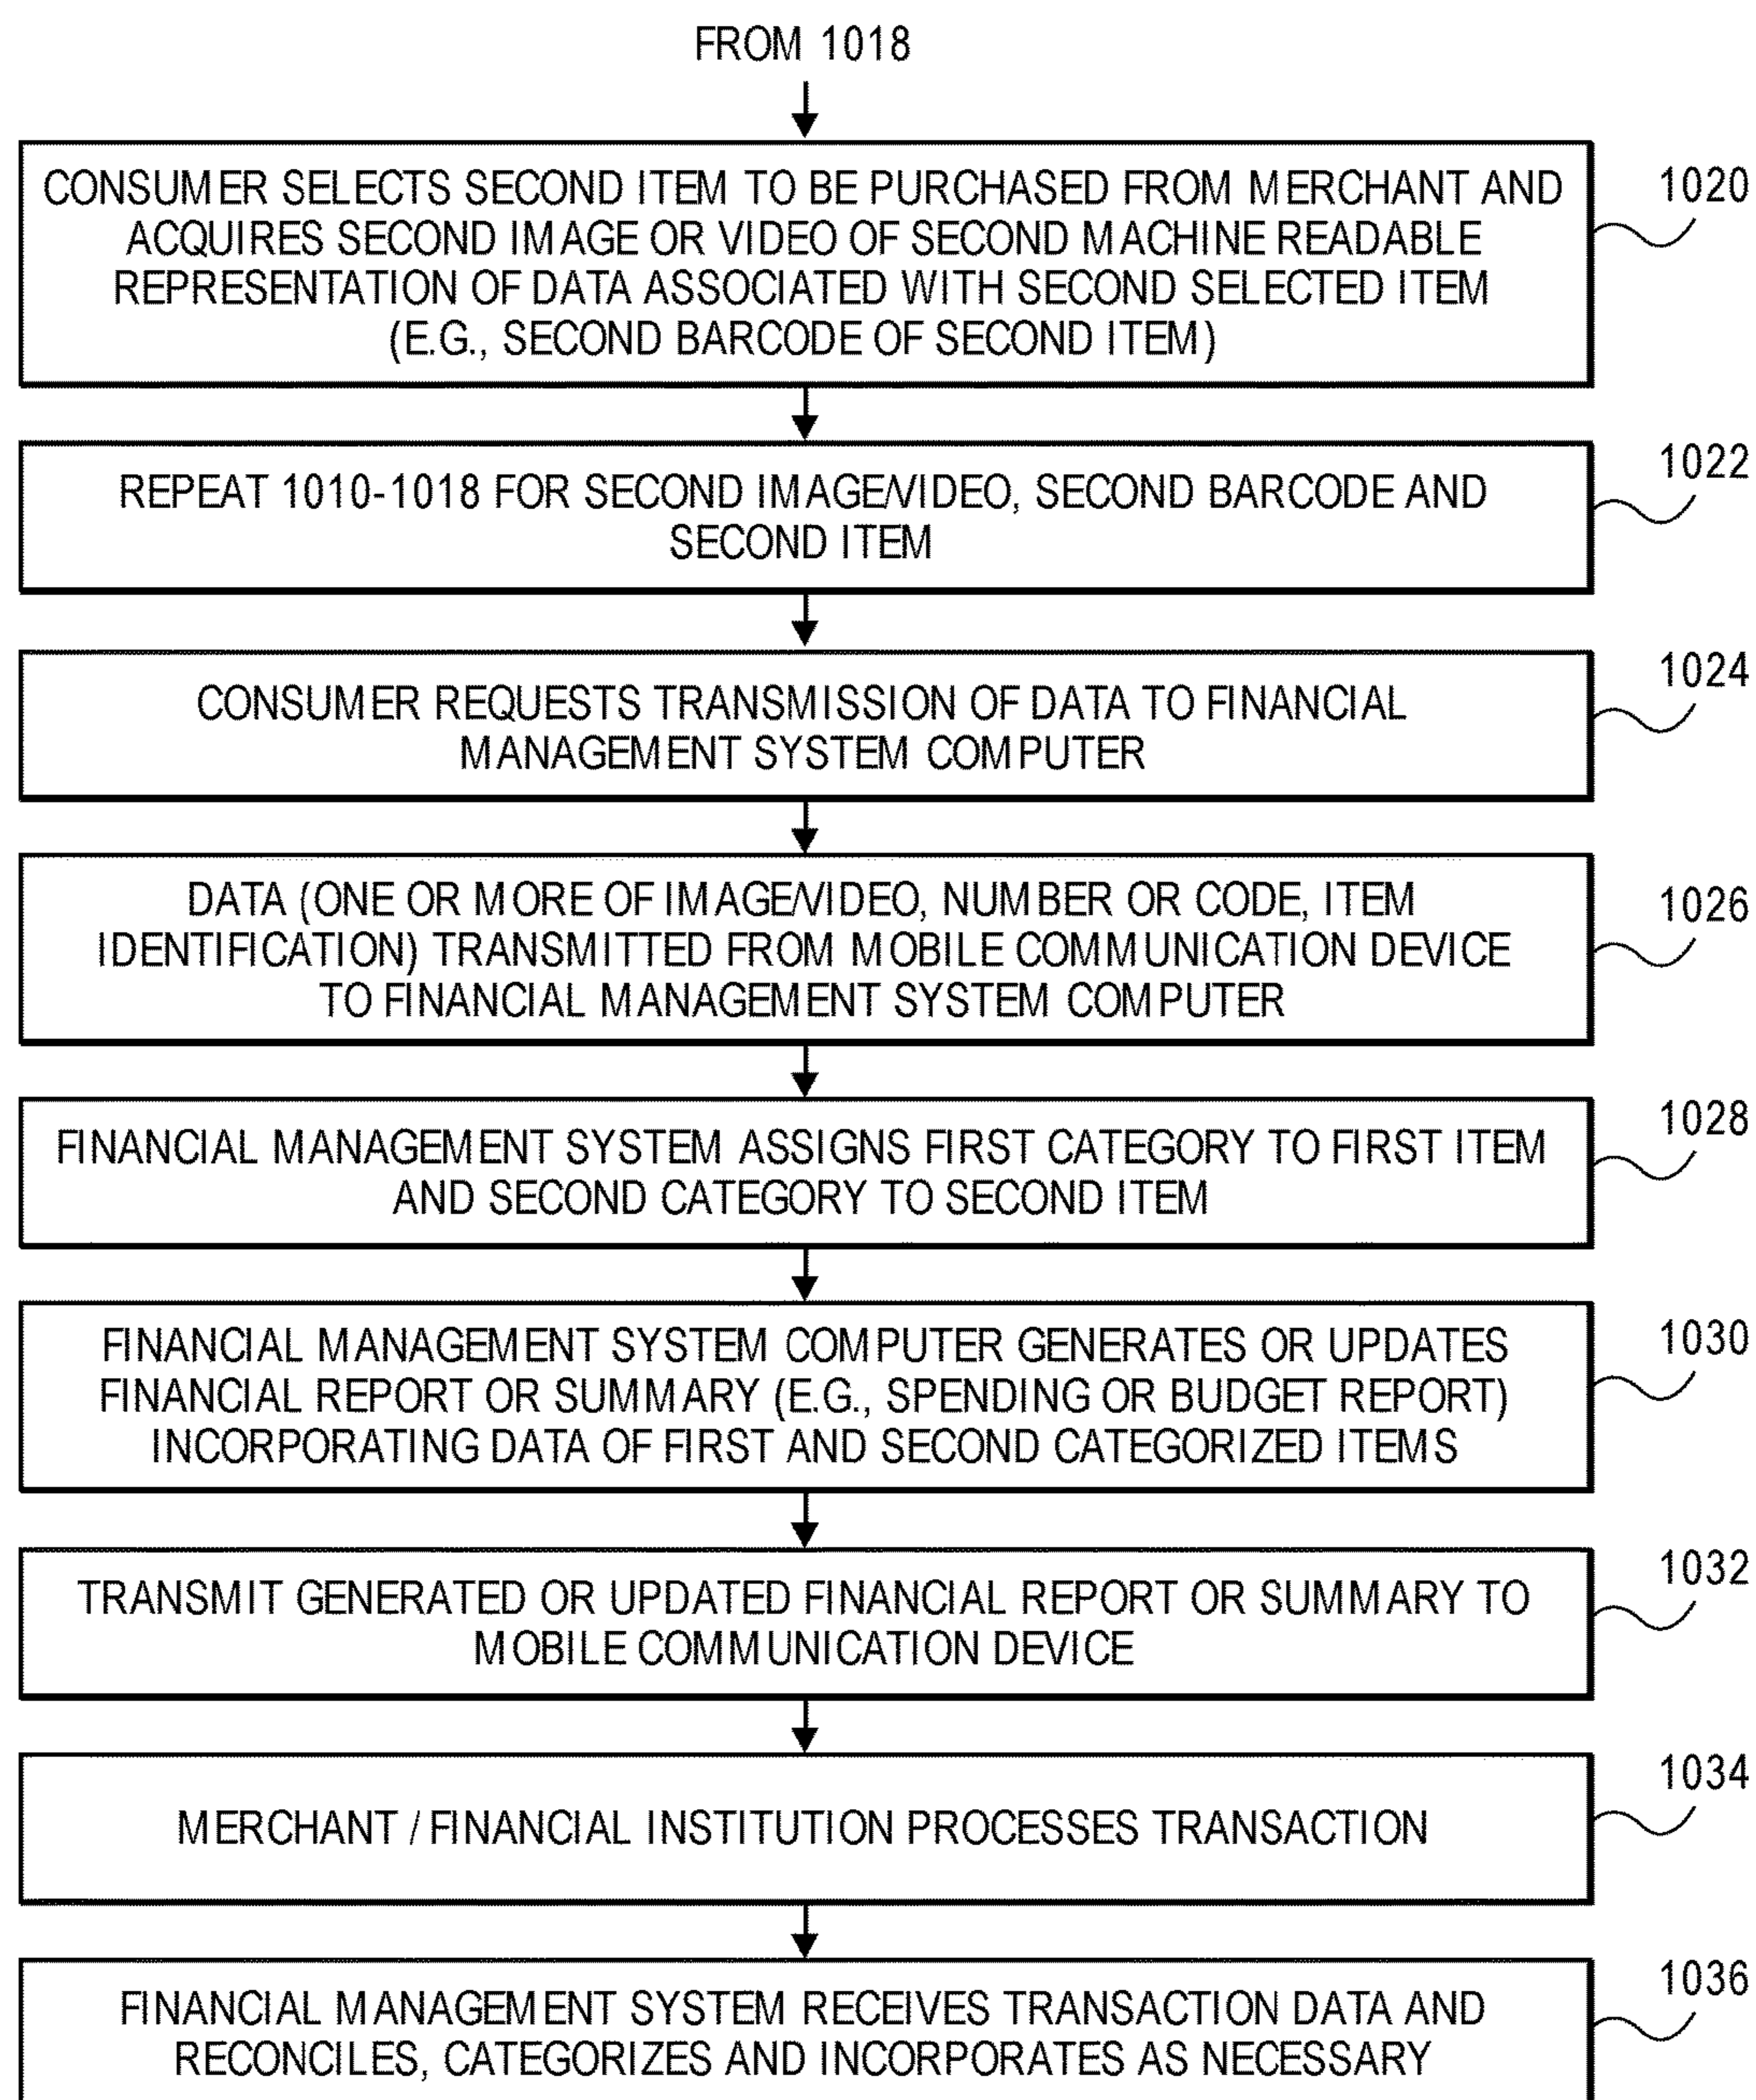 FROM 1018
CONSUMER SELECTS SECOND ITEM TO BE PURCHASED FROM MERCHANT AND
ACQUIRES SECOND IMAGE OR VIDEO OF SECOND MACHINE READABLE
REPRESENTATION OF DATA ASSOCIATED WITH SECOND SELECTED ITEM
(E.G., SECOND BARCODE OF SECOND ITEM)
1020
REPEAT 1010-1018 FOR SECOND IMAGE/VIDEO, SECOND BARCODE AND
SECOND ITEM
1022
CONSUMER REQUESTS TRANSMISSION OF DATA TO FINANCIAL
MANAGEMENT SYSTEM COMPUTER
1024
DATA (ONE OR MORE OF IMAGE/VIDEO, NUMBER OR CODE, ITEM
IDENTIFICATION) TRANSMITTED FROM MOBILE COMMUNICATION DEVICE
TO FINANCIAL MANAGEMENT SYSTEM COMPUTER
1026
FINANCIAL MANAGEMENT SYSTEM ASSIGNS FIRST CATEGORY TO FIRST ITEM
AND SECOND CATEGORY TO SECOND ITEM
1028
FINANCIAL MANAGEMENT SYSTEM COMPUTER GENERATES OR UPDATES
FINANCIAL REPORT OR SUMMARY (E.G., SPENDING OR BUDGET REPORT)
INCORPORATING DATA OF FIRST AND SECOND CATEGORIZED ITEMS
1030
TRANSMIT GENERATED OR UPDATED FINANCIAL REPORT OR SUMMARY TO
MOBILE COMMUNICATION DEVICE
1032
MERCHANT / FINANCIAL INSTITUTION PROCESSES TRANSACTION
1034
FINANCIAL MANAGEMENT SYSTEM RECEIVES TRANSACTION DATA AND
RECONCILES, CATEGORIZES AND INCORPORATES AS NECESSARY
1036